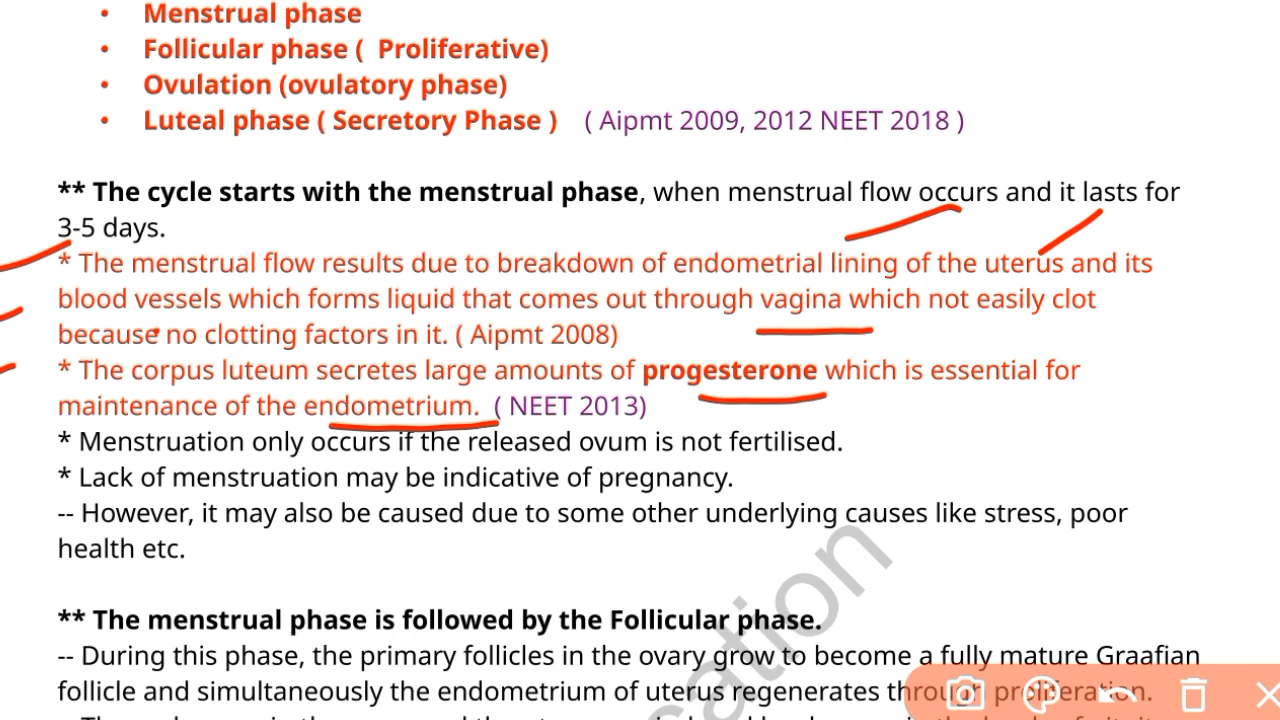 • Menstrual phase
• Follicular phase ( Proliferative)
• Ovulation (ovulatory phase)
• Luteal phase ( Secretory Phase ) ( Aipmt 2009, 2012 NEET 2018 )
** The cycle starts with the menstrual phase, when menstrual flow occurs and it lasts for
3-5 days.
* The menstrual flow results due to breakdown of endometrial lining of the uterus and its
blood vessels which forms liquid that comes out through vagina which not easily clot
because no clotting factors in it. ( Aipmt 2008)
* The corpus luteum secretes large amounts of progesterone which is essential for
maintenance of the endometrium. ( NEET 2013)
* Menstruation only occurs if the released ovum is not fertilised.
* Lack of menstruation may be indicative of pregnancy.
-- However, it may also be caused due to some other underlying causes like stress, poor
health etc.
** The menstrual phase is followed by the Follicular phase.
-- During this phase, the primary follicles in the ovary grow to become a fully mature Graafian
follicle and simultaneously the endometrium of uterus regenerates through proliferation.